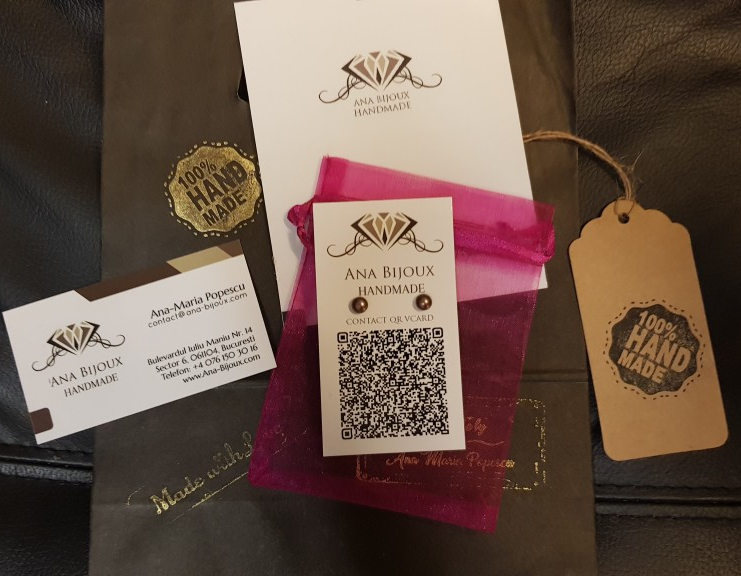 ANA BIJOUX
HANDMADE
100%
HAND
MADE
Ana-Maria Popescu
contact@ana-bijoux.com
Bulevardul Iuliu Maniu Nr. 14
Sector 6, 061104, Bucuresti
Telefon: +4 076 150 30 16
www.Ana-Bijoux.com
ANA BIJOUX
HANDMADE
ANA BIJOUX
HANDMADE
CONTACT QR VCARD
100%
HAND
MADE
Made with
by
Ana Maria Popescu